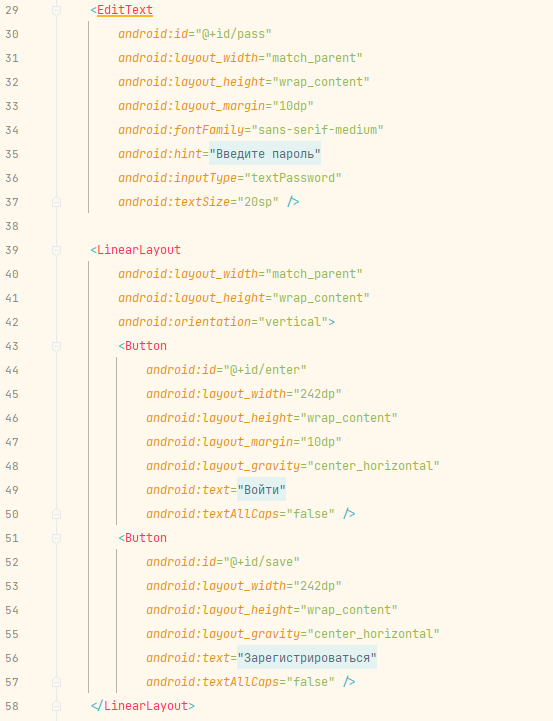 29 <EditText
30 android:id="@+id/pass"
31 android:layout_width="match_parent"
32 android:layout_height="wrap_content"
33 android:layout_margin="10dp"
34 android:fontFamily="sans-serif-medium"
35 android:hint="Введите пароль"
36 android:inputType="textPassword"
37 android:textSize="20sp" />
38
39 <LinearLayout
40 android:layout_width="match_parent"
41 android:layout_height="wrap_content"
42 android:orientation="vertical">
43 <Button
44 android:id="@+id/enter"
45 android:layout_width="242dp"
46 android:layout_height="wrap_content"
47 android:layout_margin="10dp"
48 android:layout_gravity="center_horizontal"
49 android:text="Войти"
50 android:textAllCaps="false" />
51 <Button
52 android:id="@+id/save"
53 android:layout_width="242dp"
54 android:layout_height="wrap_content"
55 android:layout_gravity="center_horizontal"
56 android:text="Зарегистрироваться"
57 android:textAllCaps="false" />
58 </LinearLayout>